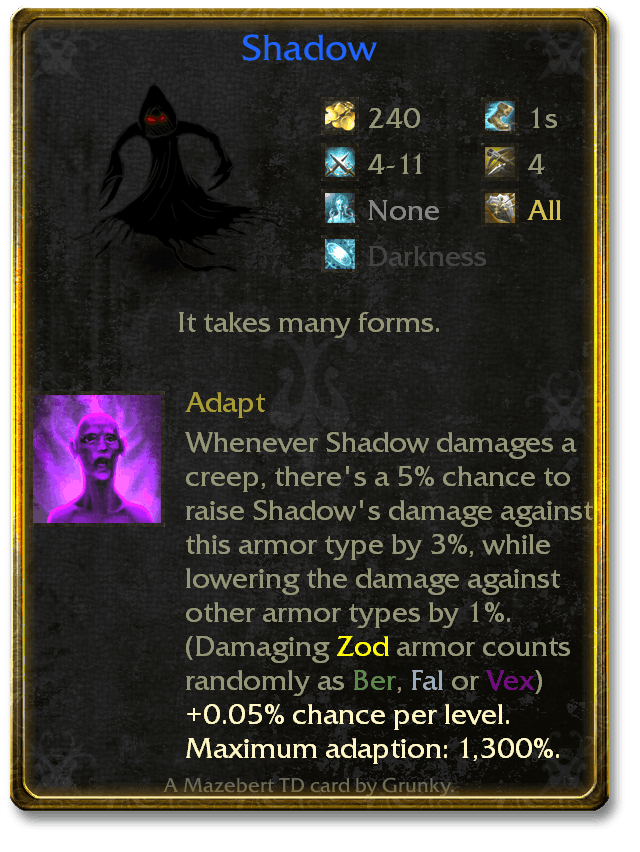 Shadow
240 1s
4-11 4
None All
Darkness
It takes many forms.
Adapt
Whenever Shadow damages a
creep, there's a 5% chance to
raise Shadow's damage against
this armor type by 3%, while
lowering the damage against
other armor types by 1%.
(Damaging Zod armor counts
randomly as Ber, Fal or Vex)
+0.05% chance per level.
Maximum adaption: 1,300%.
A Mazebert TD card by Grunky.